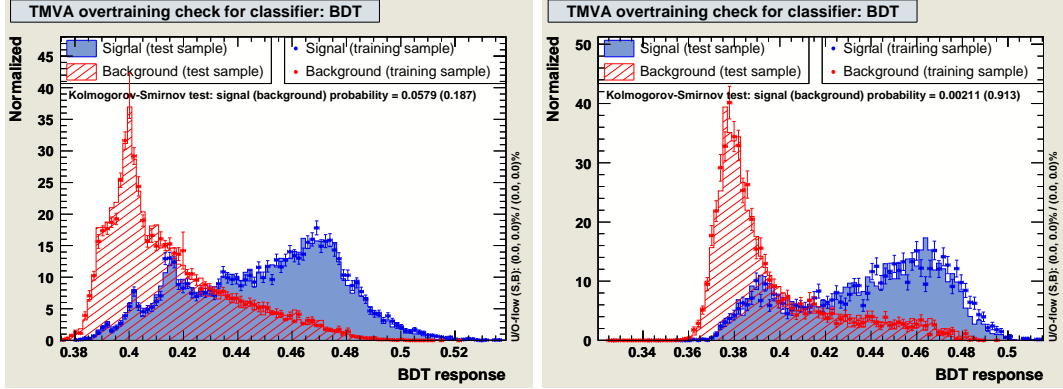 TMVA overtraining check for classifier: BDT
Normalized
45
40
35
30
25
20
15
10
5
0
Signal (test sample)
Background (test sample)
Signal (training sample)
Background (training sample)
Kolmogorov-Smirnov test: signal (background) probability = 0.0579 (0.187)
0.38 0.4 0.42 0.44 0.46 0.48 0.5 0.52
BDT response
U/O-flow (S,B): (0.0, 0.0)% / (0.0, 0.0)%
TMVA overtraining check for classifier: BDT
Normalized
50
40
30
20
10
0
Signal (test sample)
Background (test sample)
Signal (training sample)
Background (training sample)
Kolmogorov-Smirnov test: signal (background) probability = 0.00211 (0.913)
0.34 0.36 0.38 0.4 0.42 0.44 0.46 0.48 0.5
BDT response
U/O-flow (S,B): (0.0, 0.0)% / (0.0, 0.0)%